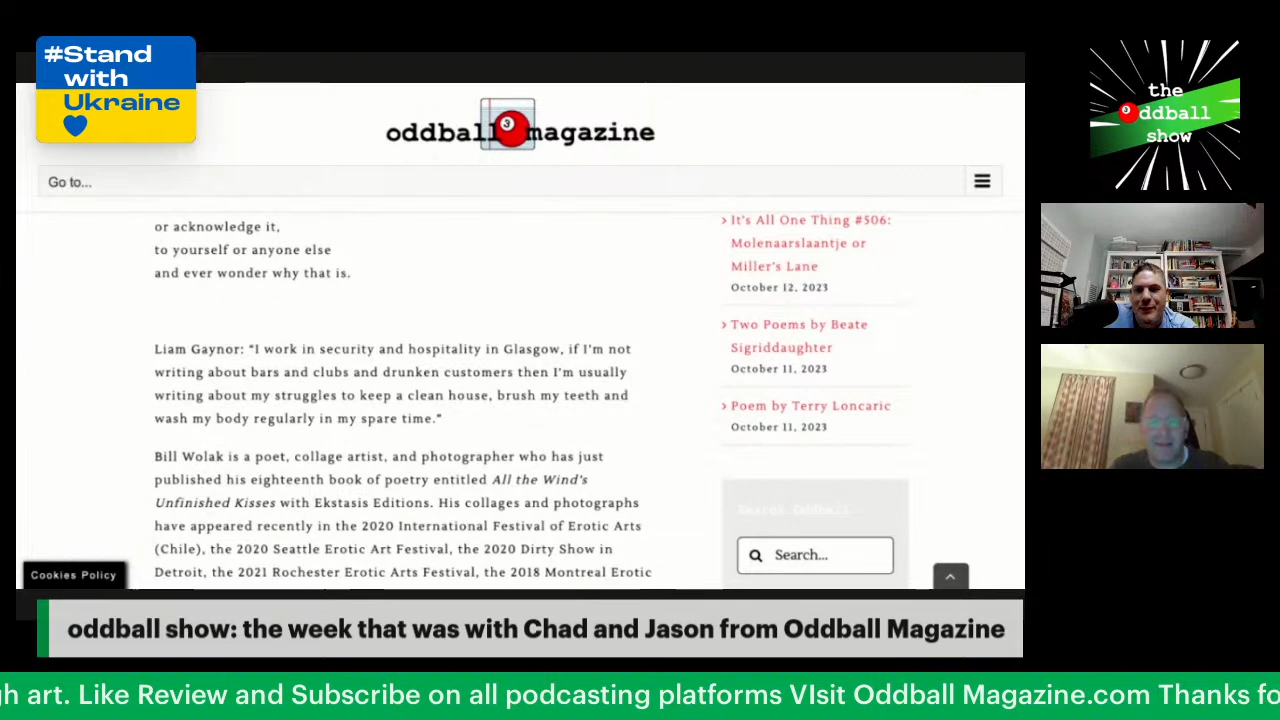 #Stand
with
Ukraine
oddball 3 magazine
Go to...
or acknowledge it,
to yourself or anyone else
and ever wonder why that is.
Liam Gaynor: “I work in security and hospitality in Glasgow, if I’m not
writing about bars and clubs and drunken customers then I’m usually
writing about my struggles to keep a clean house, brush my teeth and
wash my body regularly in my spare time.”
Bill Wolak is a poet, collage artist, and photographer who has just
published his eighteenth book of poetry entitled All the Wind’s
Unfinished Kisses with Ekstasis Editions. His collages and photographs
have appeared recently in the 2020 International Festival of Erotic Arts
(Chile), the 2020 Seattle Erotic Art Festival, the 2020 Dirty Show in
Detroit, the 2021 Rochester Erotic Arts Festival, the 2018 Montreal Erotic
Cookies Policy
› It’s All One Thing #506:
Molenaarslaantje or
Miller’s Lane
October 12, 2023
› Two Poems by Beate
Sigriddaughter
October 11, 2023
› Poem by Terry Loncaric
October 11, 2023
Search Oddball
Search...
the
3ddball
show
oddball show: the week that was with Chad and Jason from Oddball Magazine
gh art. Like Review and Subscribe on all podcasting platforms VIsit Oddball Magazine.com Thanks fo